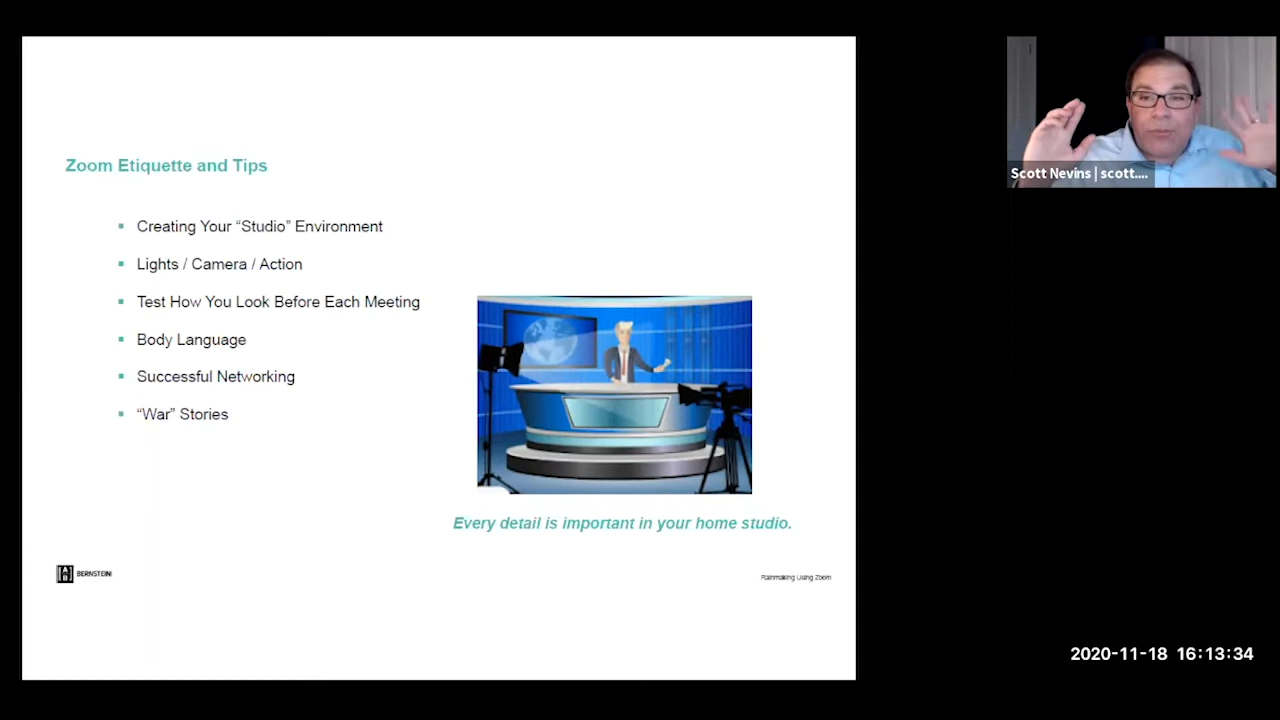 Zoom Etiquette and Tips
Creating Your “Studio” Environment
Lights / Camera / Action
Test How You Look Before Each Meeting
Body Language
Successful Networking
“War” Stories
Every detail is important in your home studio.
BERNSTEIN
Rainmaking Using Zoom
Scott Nevins | scott....
2020-11-18 16:13:34